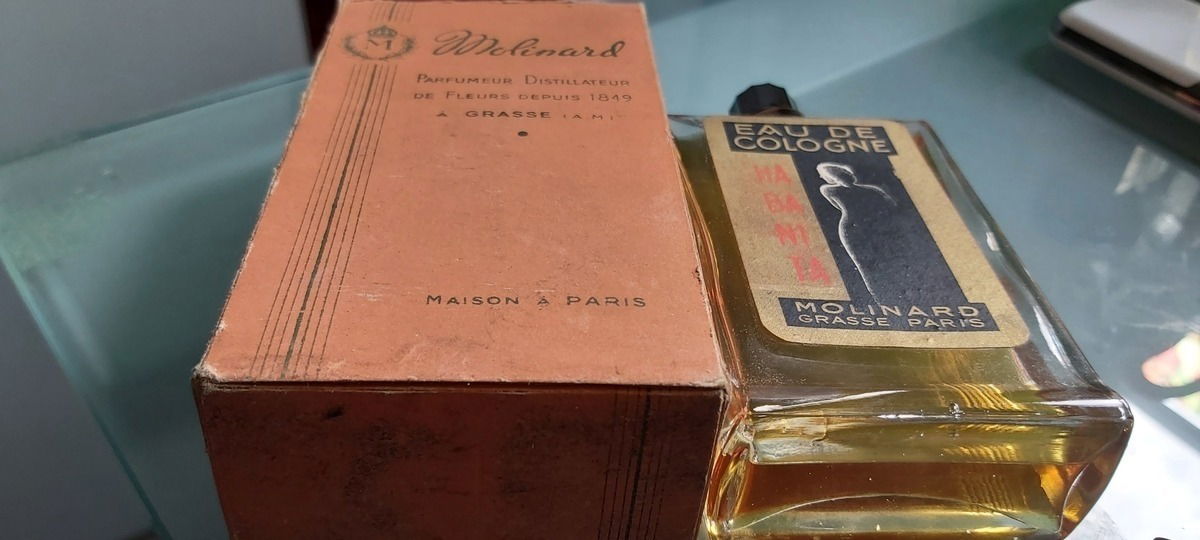 M
Molinard
PARFUMEUR DISTILLATEUR
DE FLEURS DEPUIS 1849
À GRASSE (A.M)
MAISON à PARIS
EAU DE
COLOGNE
HA
BA
NI
TA
MOLINARD
GRASSE PARIS